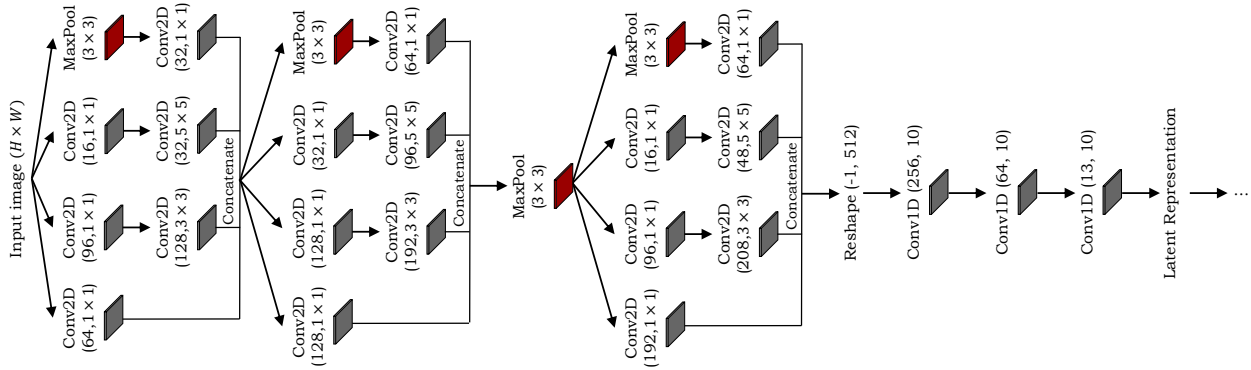 Input image (H × W)
MaxPool
(3 × 3)
Conv2D
(32,1 × 1)
Conv2D
(16,1 × 1)
Conv2D
(32,5 × 5)
Conv2D
(96,1 × 1)
Conv2D
(128,3 × 3)
Conv2D
(64,1 × 1)
Concatenate
MaxPool
(3 × 3)
Conv2D
(64,1 × 1)
Conv2D
(32,1 × 1)
Conv2D
(96,5 × 5)
Conv2D
(128,1 × 1)
Conv2D
(192,3 × 3)
Conv2D
(128,1 × 1)
Concatenate
MaxPool
(3 × 3)
MaxPool
(3 × 3)
Conv2D
(64,1 × 1)
Conv2D
(16,1 × 1)
Conv2D
(48,5 × 5)
Conv2D
(96,1 × 1)
Conv2D
(208,3 × 3)
Conv2D
(192,1 × 1)
Concatenate
Reshape (-1, 512)
Conv1D (256, 10)
Conv1D (64, 10)
Conv1D (13, 10)
Latent Representation
...